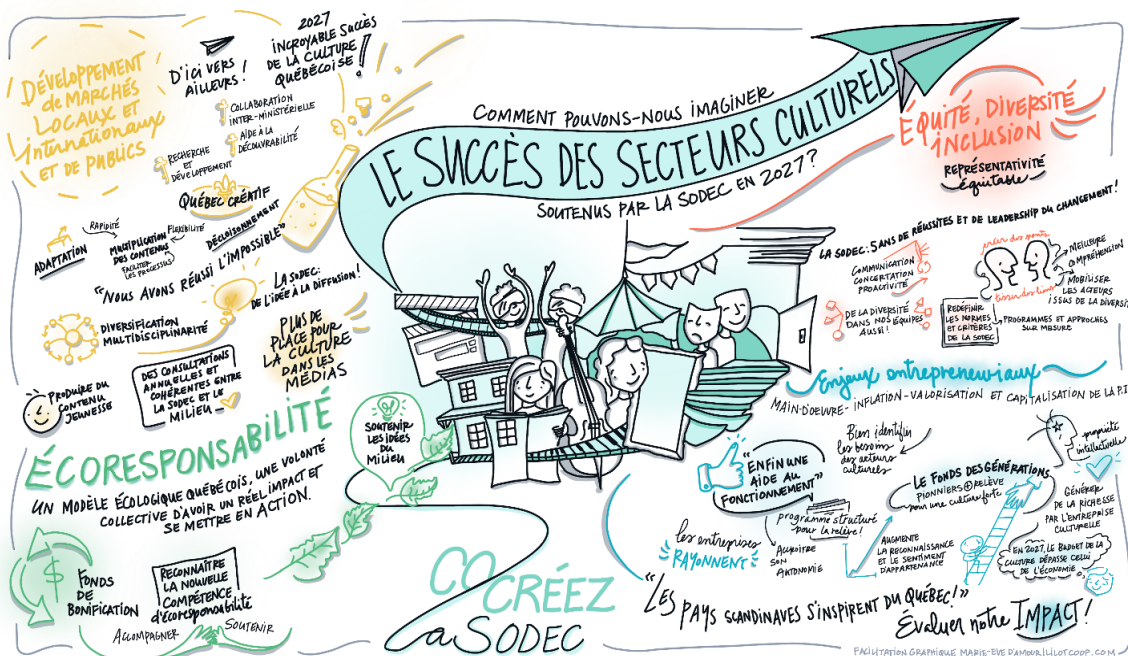 COMMENT POUVONS-NOUS IMAGINER
LE SUCCÈS DES SECTEURS CULTURELS
SOUTENUS PAR LA SODEC EN 2027?
DÉVELOPPEMENT
de MARCHÉS
LOCAUX ET
internationaux
ET DE PUBLICS
D'ICI VERS
AILLEURS !
2027
INCROYABLE SUCCÈS
DE LA CULTURE
QUÉBÉCOISE !
COLLABORATION
INTER-MINISTÉRIELLE
AIDE À LA
DÉCOUVRABILITÉ
RECHERCHE
ET
DÉVELOPPEMENT
QUÉBEC CRÉATIF
DÉCLOISONNEMENT
ADAPTATION
RAPIDITÉ
FLEXIBILITÉ
MULTIPLICATION
DES CONTENUS
FACILITER
LES PROCESSUS
"NOUS AVONS RÉUSSI L'IMPOSSIBLE"
LA SODEC:
DE L'IDÉE À LA DIFFUSION!
DIVERSIFICATION
MULTIDISCIPLINARITÉ
PLUS DE
PLACE POUR
LA CULTURE
DANS LES
MÉDIAS
PRODUIRE DU
CONTENU
JEUNESSE
DES CONSULTATIONS
ANNUELLES ET
COHÉRENTES ENTRE
LA SODEC ET LE
MILIEU
ÉCORESPONSABILITÉ
UN MODÈLE ÉCOLOGIQUE QUÉBÉCOIS, UNE VOLONTÉ
COLLECTIVE D'AVOIR UN RÉEL IMPACT ET
SE METTRE EN ACTION.
SOUTENIR
LES IDÉES
DU
MILIEU
$
FONDS
DE
BONIFICATION
RECONNAÎTRE
LA NOUVELLE
COMPÉTENCE
d'écoresponsabilité
ACCOMPAGNER
SOUTENIR
COCRÉEZ
la SODEC
ÉQUITÉ, DIVERSITÉ
INCLUSION
REPRÉSENTATIVITÉ
équitable
LA SODEC: 5 ANS DE RÉUSSITES ET DE LEADERSHIP DU CHANGEMENT!
COMMUNICATION
CONCERTATION
PROACTIVITÉ
DE LA DIVERSITÉ
DANS NOS ÉQUIPES
AUSSI!
créer des ponts
tisser des liens
MEILLEURE
COMPRÉHENSION
MOBILISER
LES ACTEURS
ISSUS DE LA DIVERSITÉ
REDÉFINIR
LES NORMES
ET CRITÈRES
DE LA SODEC
PROGRAMMES ET APPROCHES
SUR MESURE
Enjeux entrepreneuriaux
MAIN-D'OEUVRE - INFLATION - VALORISATION ET CAPITALISATION DE LA P.I
Bien identifier
les besoins
des acteurs
culturels
"ENFIN UNE
AIDE AU
FONCTIONNEMENT"
LE FONDS DES GÉNÉRATIONS
PIONNIERS RELÈVE
pour une culture forte
propriété
intellectuelle
GÉNÉRER
DE LA RICHESSE
PAR L'ENTREPRISE
CULTURELLE
programme structuré
pour la relève!
les entreprises
RAYONNENT
ACCROITRE
SON
AUTONOMIE
AUGMENTE
LA RECONNAISSANCE
ET LE SENTIMENT
D'APPARTENANCE
EN 2027, LE BUDGET DE LA
CULTURE DÉPASSE CELUI
DE L'ÉCONOMIE
"LES PAYS SCANDINAVES S'INSPIRENT DU QUÉBEC!"
Évaluer notre IMPACT!
FACILITATION GRAPHIQUE MARIE-EVE D'AMOUR